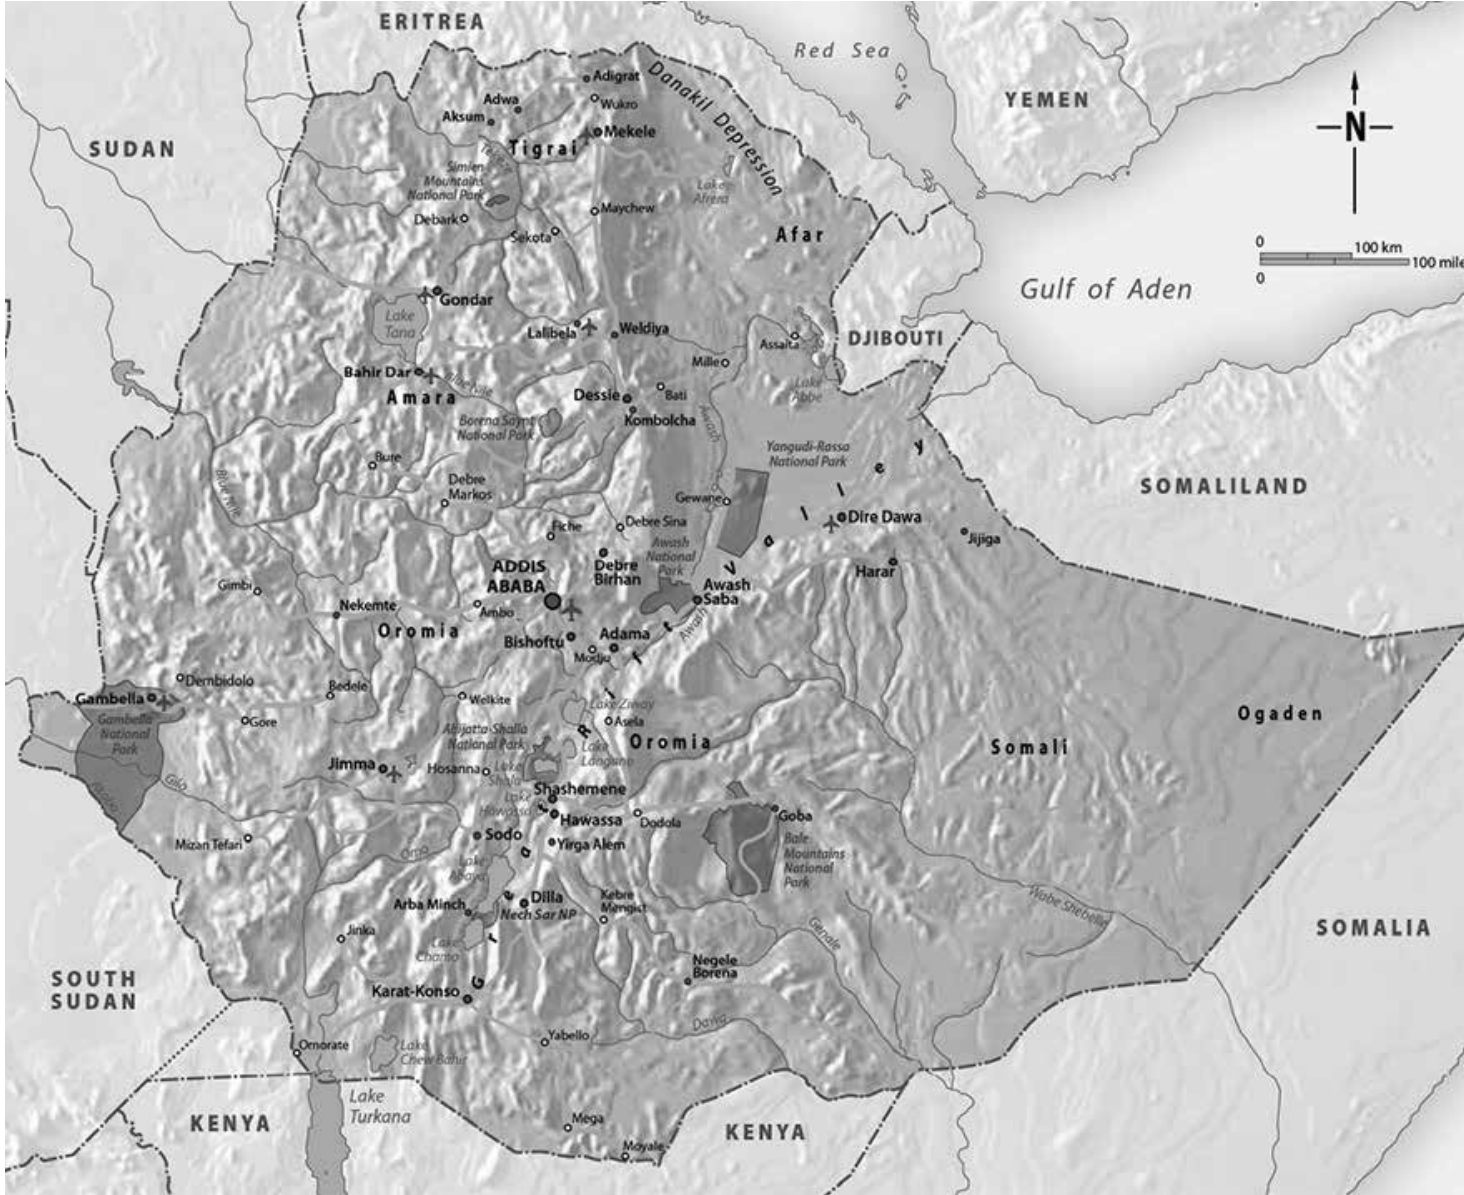 ERITREA
Red Sea
YEMEN
N
SUDAN
Adigrat
Danakil Depression
Adwa
Wukro
Aksum
Mekele
Tigrai
Tekeze
Simien
Mountains
National Park
Lake
Afrera
Debark
Maychew
Sekota
Afar
0
100 km
100 mile
0
Gulf of Aden
Gondar
Lake
Tana
Lalibela
Weldiya
Assaita
DJIBOUTI
Mille
Bahir Dar
Blue Nile
Lake
Abbe
Amara
Dessie
Bati
Borena Saynt
National Park
Kombolcha
Awash
Yangudi-Rassa
National Park
Bure
Blue Nile
Debre
Markos
Gewane
SOMALILAND
Great Rift Valley
Dire Dawa
Fiche
Debre Sina
Jijiga
Awash
National
Park
ADDIS
ABABA
Debre
Birhan
Harar
Gimbi
Awash
Saba
Nekemte
Ambo
Awash
Oromia
Bishoftu
Adama
Modjo
Dembidolo
Gambella
Bedele
Welkite
Lake Ziway
Gambella
National
Park
Gore
Asela
Ogaden
Abijatta-Shalla
National Park
Oromia
Somali
Lake
Langano
Jimma
Hosanna
Lake
Shala
Gilo
Shashemene
Lake
Hawassa
Hawassa
Dodola
Goba
Mizan Tefari
Sodo
Yirga Alem
Bale
Mountains
National
Park
Omo
Lake
Abaya
Wabe Shebelle
Arba Minch
Dilla
Nech Sar NP
Kebre
Mengist
SOMALIA
Jinka
Lake
Chamo
Genale
SOUTH
SUDAN
Negele
Borena
Karat-Konso
Dawa
Yabello
Omorate
Lake
Chew Bahir
Lake
Turkana
KENYA
Mega
KENYA
Moyale